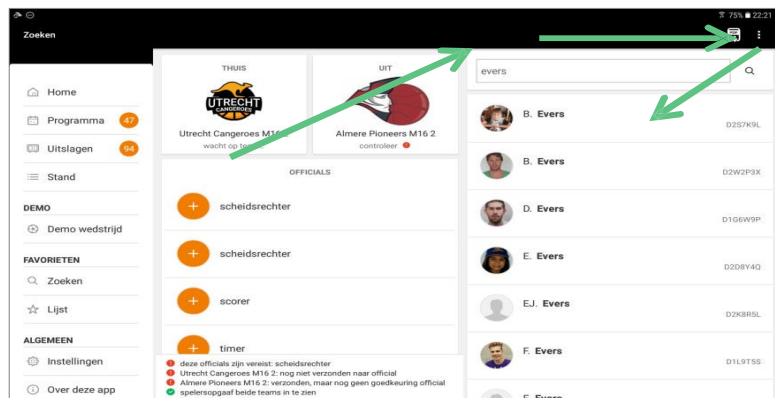 75% 22:21
Zoeken
Home
Programma 47
Uitslagen 94
Stand
DEMO
Demo wedstrijd
FAVORIETEN
Zoeken
Lijst
ALGEMEEN
Instellingen
Over deze app
THUIS
UTRECHT
CANGEROES
Utrecht Cangeroes M16 2
wacht op
UIT
Almere Pioneers M16 2
controleer
OFFICIALS
scheidsrechter
scheidsrechter
scorer
timer
deze officials zijn vereist: scheidsrechter
Utrecht Cangeroes M16 2: nog niet verzonden naar official
Almere Pioneers M16 2: verzonden, maar nog geen goedkeuring official
spelersopgaaf beide teams in te zien
evers
B. Evers
D2S7K9L
B. Evers
D2W2P3X
D. Evers
D1G6W9P
E. Evers
D2D8Y4Q
EJ. Evers
D2K8R5L
F. Evers
D1L9T5S
F. Evers